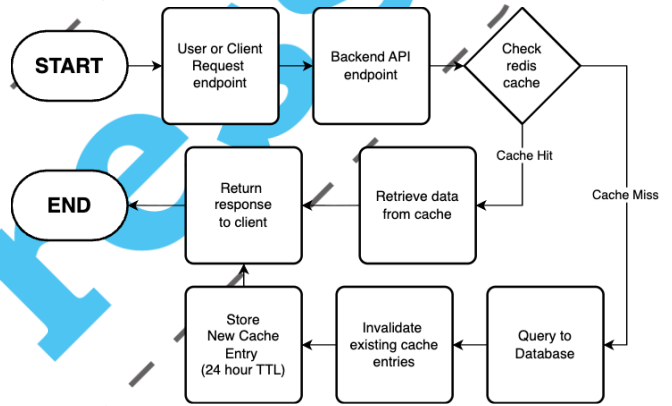 START
User or Client
Request
endpoint
Backend API
endpoint
Check
redis
cache
Cache Hit
Cache Miss
END
Return
response
to client
Retrieve data
from cache
Store
New Cache
Entry
(24 hour TTL)
Invalidate
existing cache
entries
Query to
Database